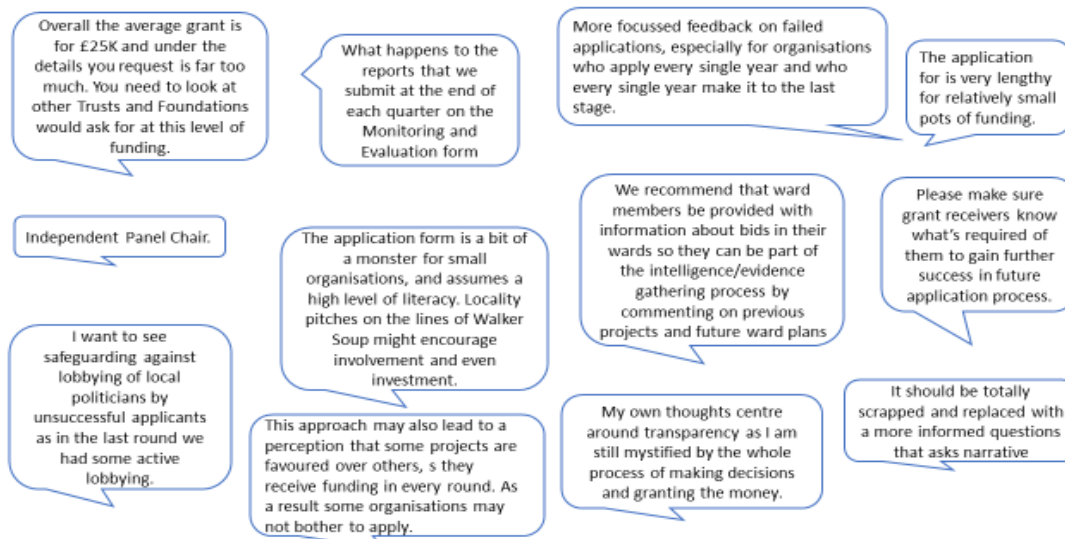 Overall the average grant is
for £25K and under the
details you request is far too
much. You need to look at
other Trusts and Foundations
would ask for at this level of
funding.
What happens to the
reports that we
submit at the end of
each quarter on the
Monitoring and
Evaluation form
More focussed feedback on failed
applications, especially for organisations
who apply every single year and who
every single year make it to the last
stage.
The application
for is very lengthy
for relatively small
pots of funding.
Independent Panel Chair.
The application form is a bit of
a monster for small
organisations, and assumes a
high level of literacy. Locality
pitches on the lines of Walker
Soup might encourage
involvement and even
investment.
We recommend that ward
members be provided with
information about bids in their
wards so they can be part of
the intelligence/evidence
gathering process by
commenting on previous
projects and future ward plans
Please make sure
grant receivers know
what's required of
them to gain further
success in future
application process.
I want to see
safeguarding against
lobbying of local
politicians by
unsuccessful applicants
as in the last round we
had some active
lobbying.
This approach may also lead to a
perception that some projects are
favoured over others, s they
receive funding in every round. As
a result some organisations may
not bother to apply.
My own thoughts centre
around transparency as I am
still mystified by the whole
process of making decisions
and granting the money.
It should be totally
scrapped and replaced with
a more informed questions
that asks narrative